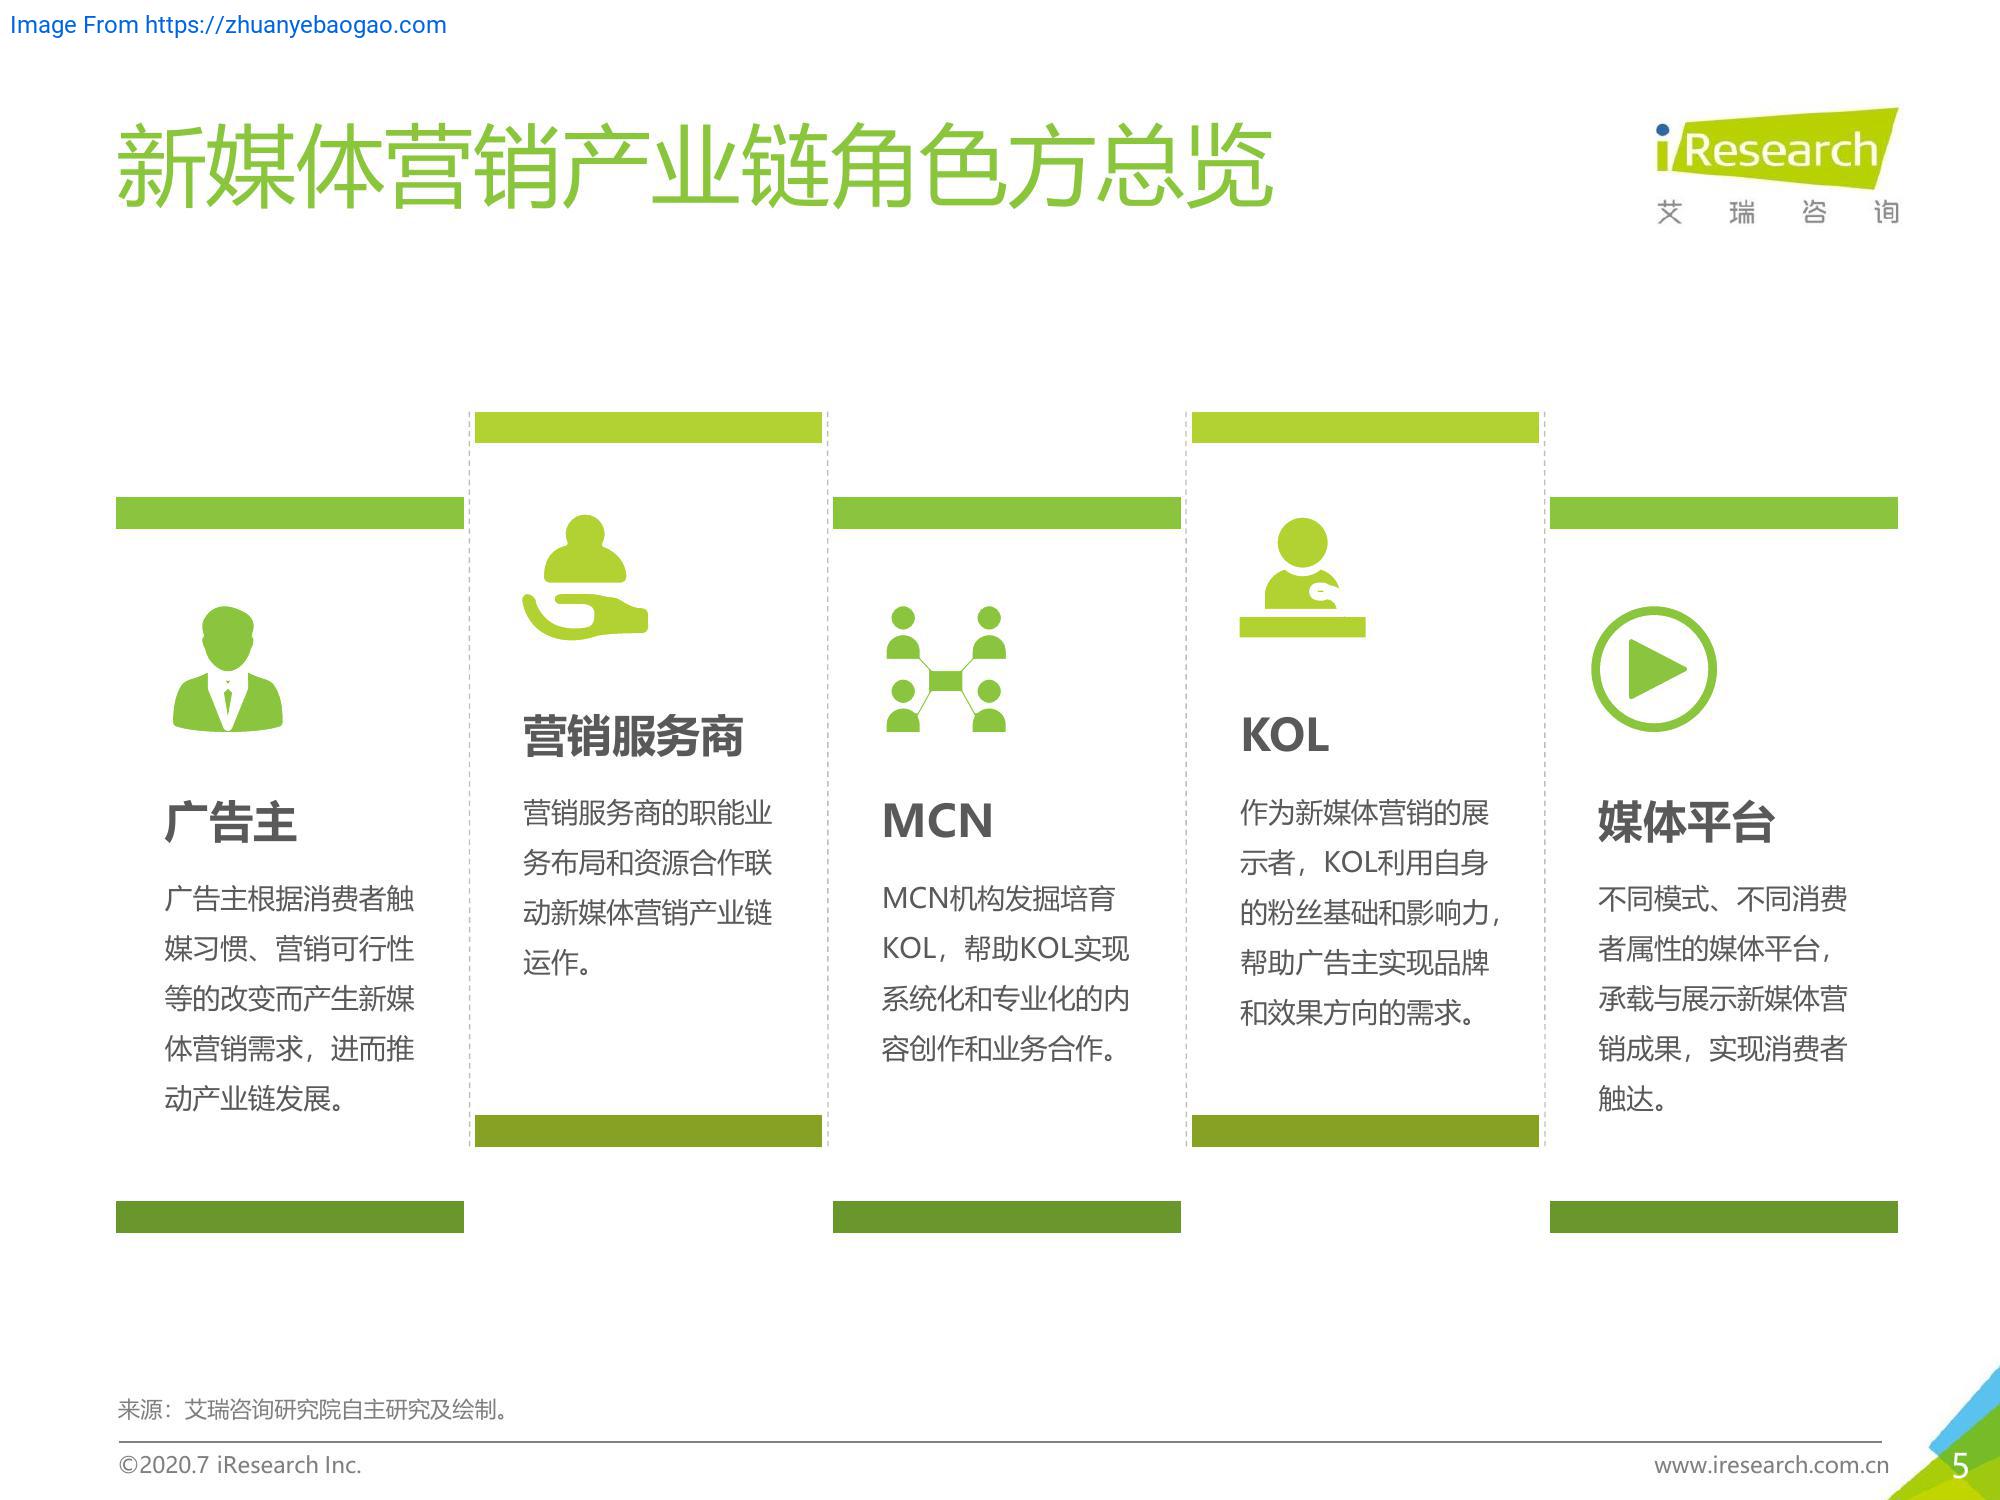 Image From https://zhuanyebaogao.com
新媒体营销产业链角色方总览
iResearch
艾瑞咨询
广告主
广告主根据消费者触
媒习惯、营销可行性
等的改变而产生新媒
体营销需求，进而推
动产业链发展。
营销服务商
营销服务商的职能业
务布局和资源合作联
动新媒体营销产业链
运作。
MCN
MCN机构发掘培育
KOL，帮助KOL实现
系统化和专业化的内
容创作和业务合作。
KOL
作为新媒体营销的展
示者，KOL利用自身
的粉丝基础和影响力，
帮助广告主实现品牌
和效果方向的需求。
媒体平台
不同模式、不同消费
者属性的媒体平台，
承载与展示新媒体营
销成果，实现消费者
触达。
来源：艾瑞咨询研究院自主研究及绘制。
©2020.7 iResearch Inc.
www.iresearch.com.cn
5